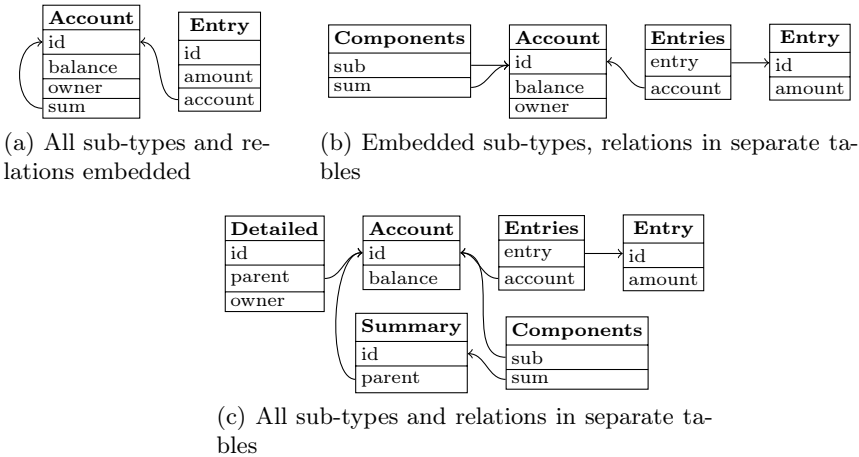 Account
id
balance
owner
sum
Entry
id
amount
account
(a) All sub-types and re-
lations embedded
Components
sub
sum
Account
id
balance
owner
Entries
entry
account
Entry
id
amount
(b) Embedded sub-types, relations in separate ta-
bles
Detailed
id
parent
owner
Account
id
balance
Entries
entry
account
Entry
id
amount
Summary
id
parent
Components
sub
sum
(c) All sub-types and relations in separate ta-
bles